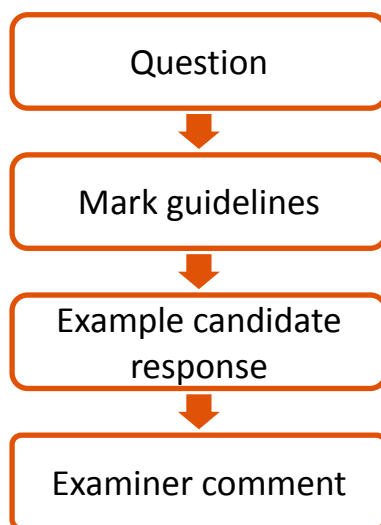 Question
Mark guidelines
Example candidate
response
Examiner comment